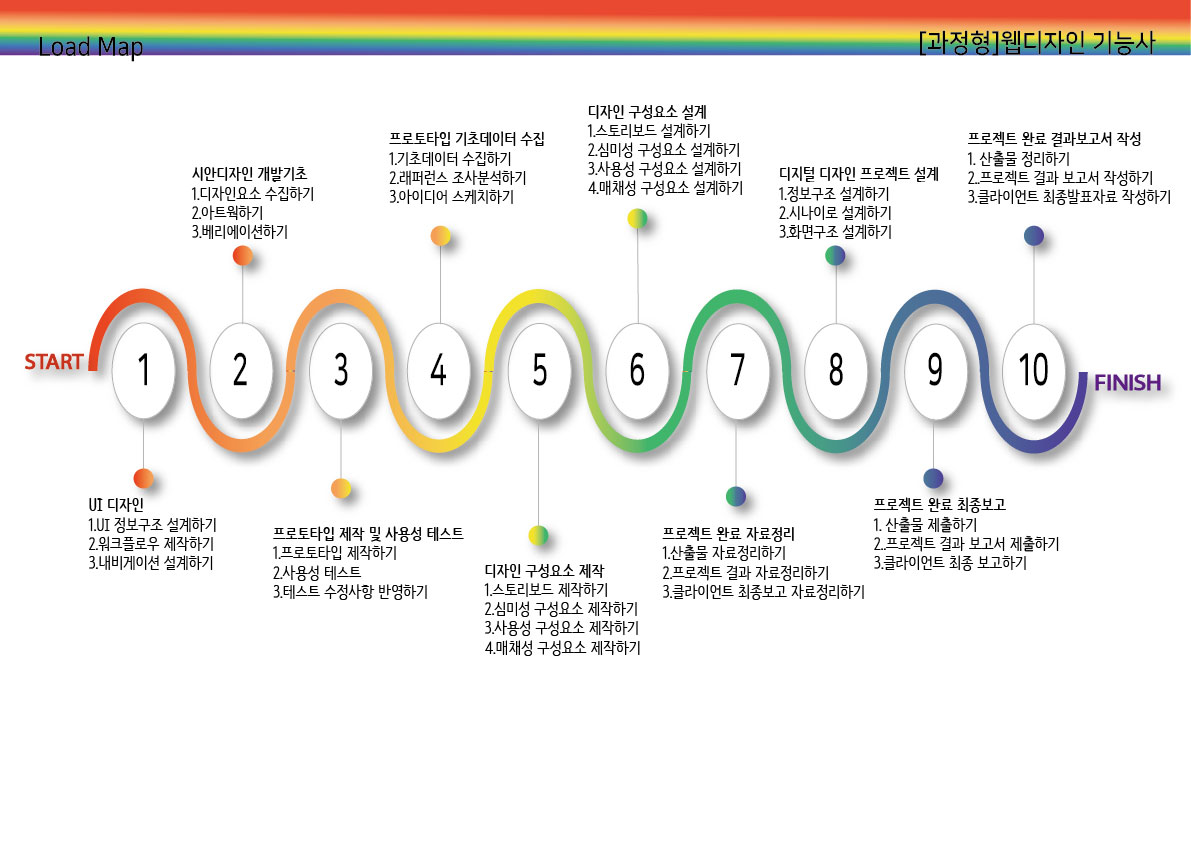 Load Map
[과정형]웹디자인 기능사
START
1
2
3
4
5
6
7
8
9
10
FINISH
UI 디자인
1.UI 정보구조 설계하기
2.워크플로우 제작하기
3.내비게이션 설계하기
시안디자인 개발기초
1.디자인요소 수집하기
2.아트웍하기
3.베리에이션하기
프로토타입 제작 및 사용성 테스트
1.프로토타입 제작하기
2.사용성 테스트
3.테스트 수정사항 반영하기
프로토타입 기초데이터 수집
1.기초데이터 수집하기
2.래퍼런스 조사분석하기
3.아이디어 스케치하기
디자인 구성요소 제작
1.스토리보드 제작하기
2.심미성 구성요소 제작하기
3.사용성 구성요소 제작하기
4.매채성 구성요소 제작하기
디자인 구성요소 설계
1.스토리보드 설계하기
2.심미성 구성요소 설계하기
3.사용성 구성요소 설계하기
4.매채성 구성요소 설계하기
프로젝트 완료 자료정리
1.산출물 자료정리하기
2.프로젝트 결과 자료정리하기
3.클라이언트 최종보고 자료정리하기
디지털 디자인 프로젝트 설계
1.정보구조 설계하기
2.시나이로 설계하기
3.화면구조 설계하기
프로젝트 완료 최종보고
1. 산출물 제출하기
2..프로젝트 결과 보고서 제출하기
3.클라이언트 최종 보고하기
프로젝트 완료 결과보고서 작성
1. 산출물 정리하기
2..프로젝트 결과 보고서 작성하기
3.클라이언트 최종발표자료 작성하기